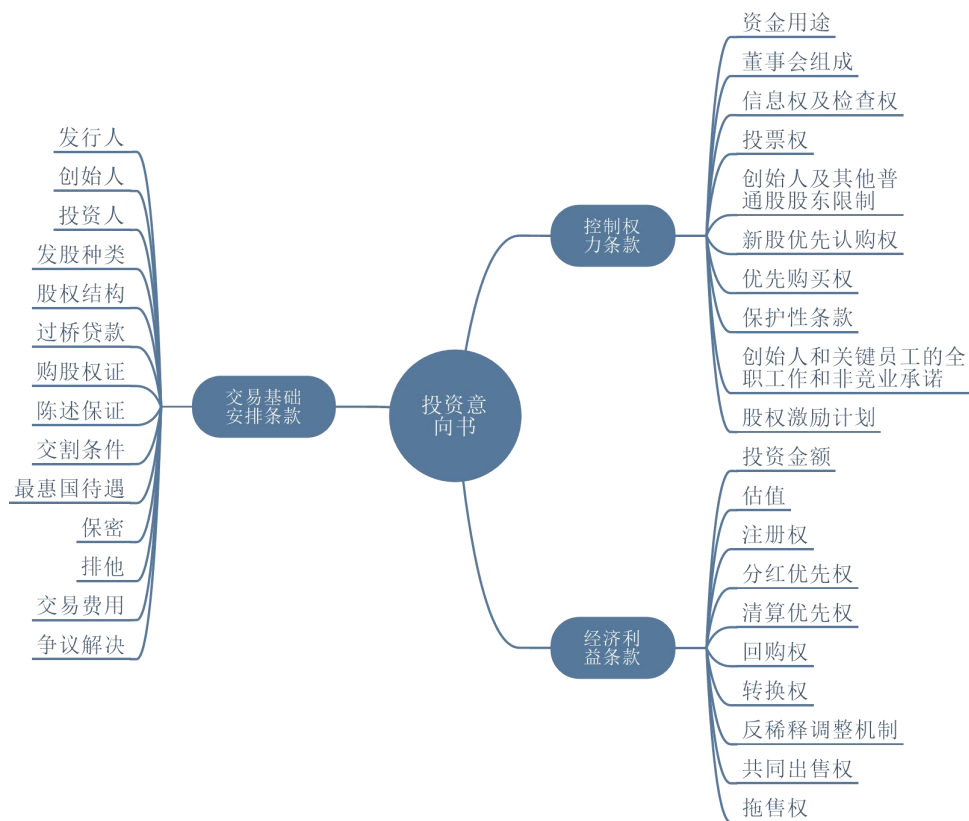 投资意
向书
交易基础
安排条款
发行人
创始人
投资人
发股种类
股权结构
过桥贷款
购股权证
陈述保证
交割条件
最惠国待遇
保密
排他
交易费用
争议解决
控制权
力条款
资金用途
董事会组成
信息权及检查权
投票权
创始人及其他普
通股股东限制
新股优先认购权
优先购买权
保护性条款
创始人和关键员工的全
职工作和非竞业承诺
股权激励计划
经济利
益条款
投资金额
估值
注册权
分红优先权
清算优先权
回购权
转换权
反稀释调整机制
共同出售权
拖售权